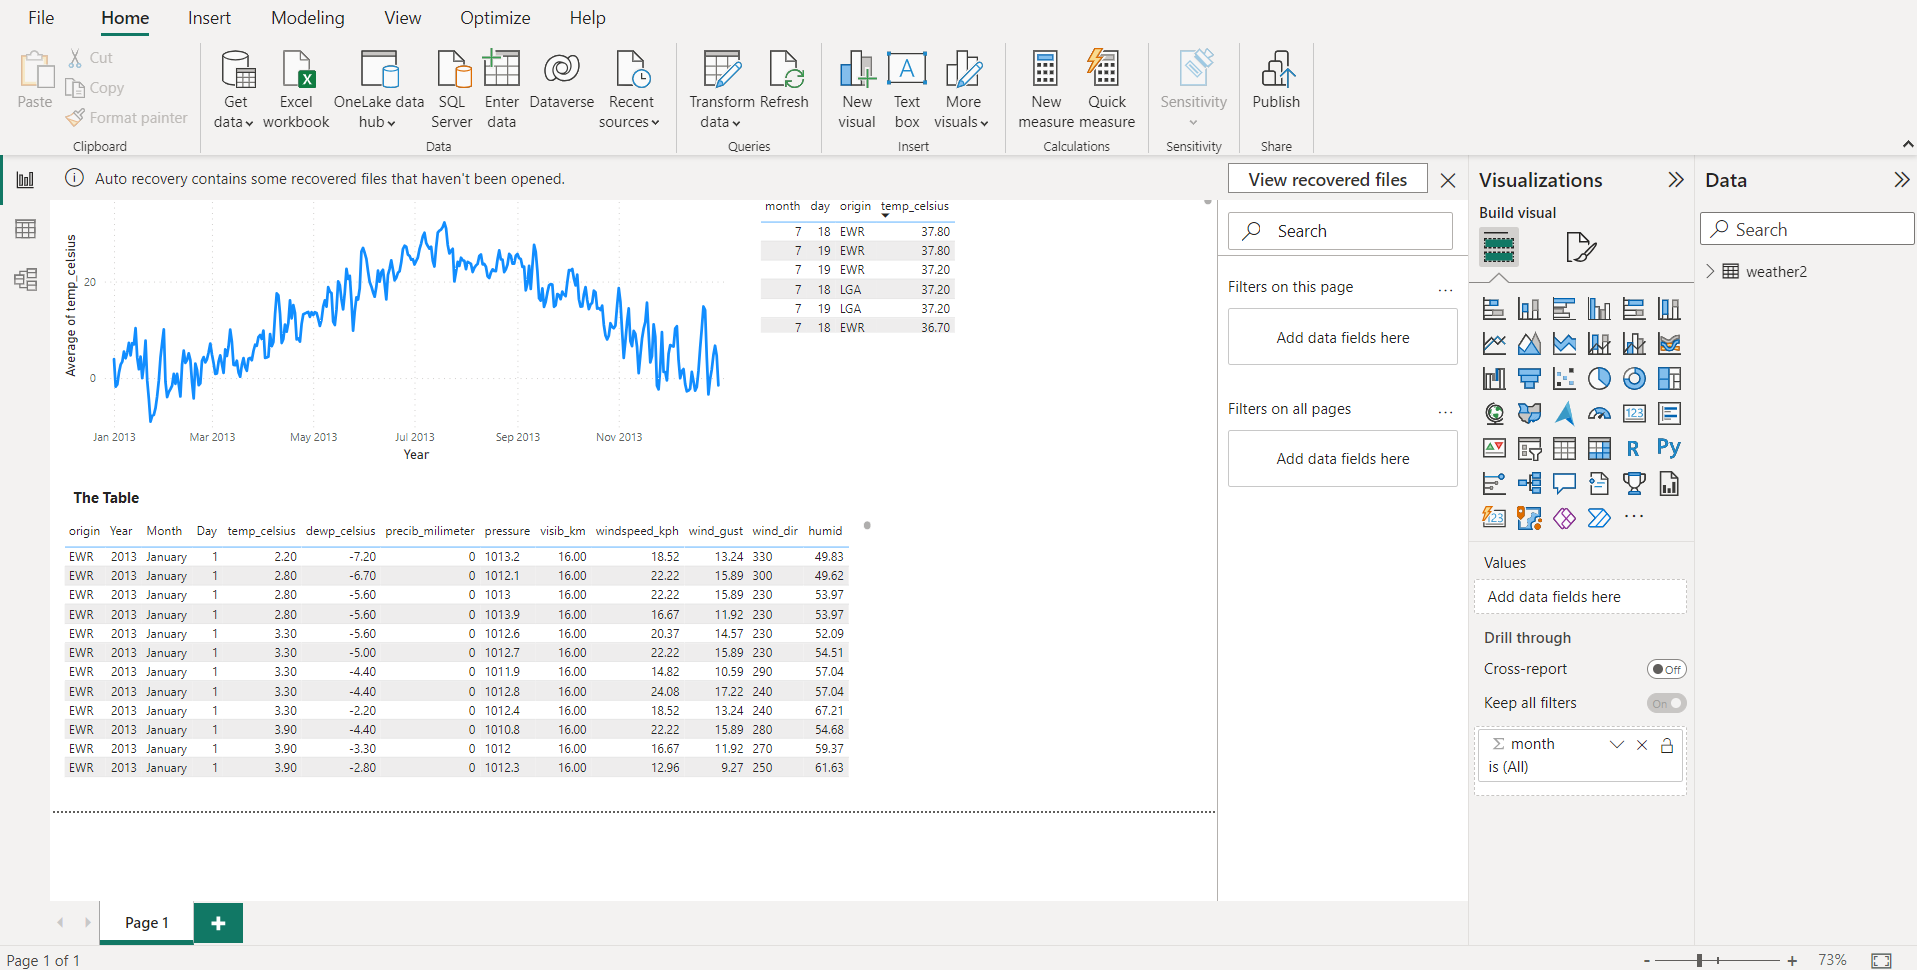 File Home Insert Modeling View Optimize Help
Paste
Cut
Copy
Format painter
Clipboard
Get data
Excel workbook
OneLake data hub
SQL Server
Enter data
Dataverse
Recent sources
Data
Transform data
Refresh
Queries
New visual
Text box
More visuals
Insert
New measure
Quick measure
Calculations
Sensitivity
Sensitivity
Publish
Share
Auto recovery contains some recovered files that haven't been opened.
View recovered files
Average of temp_celsius
20
0
Jan 2013 Mar 2013 May 2013 Jul 2013 Sep 2013 Nov 2013
Year
month day origin temp_celsius
7 18 EWR 37.80
7 19 EWR 37.80
7 19 EWR 37.20
7 18 LGA 37.20
7 19 LGA 37.20
7 18 EWR 36.70
The Table
origin Year Month Day temp_celsius dewp_celsius precib_milimeter pressure visib_km windspeed_kph wind_gust wind_dir humid
EWR 2013 January 1 2.20 -7.20 0 1013.2 16.00 18.52 13.24 330 49.83
EWR 2013 January 1 2.80 -6.70 0 1012.1 16.00 22.22 15.89 300 49.62
EWR 2013 January 1 2.80 -5.60 0 1013 16.00 22.22 15.89 230 53.97
EWR 2013 January 1 2.80 -5.60 0 1013.9 16.00 16.67 11.92 230 53.97
EWR 2013 January 1 3.30 -5.60 0 1012.6 16.00 20.37 14.57 230 52.09
EWR 2013 January 1 3.30 -5.00 0 1012.7 16.00 22.22 15.89 230 54.51
EWR 2013 January 1 3.30 -4.40 0 1011.9 16.00 14.82 10.59 290 57.04
EWR 2013 January 1 3.30 -4.40 0 1012.8 16.00 24.08 17.22 240 57.04
EWR 2013 January 1 3.30 -2.20 0 1012.4 16.00 18.52 13.24 240 67.21
EWR 2013 January 1 3.90 -4.40 0 1010.8 16.00 22.22 15.89 280 54.68
EWR 2013 January 1 3.90 -3.30 0 1012 16.00 16.67 11.92 270 59.37
EWR 2013 January 1 3.90 -2.80 0 1012.3 16.00 12.96 9.27 250 61.63
Search
Filters on this page ...
Add data fields here
Filters on all pages ...
Add data fields here
Visualizations
Build visual
123
R Py
123
...
Values
Add data fields here
Drill through
Cross-report Off
Keep all filters On
Σ month
is (All)
Data
Search
weather2
Page 1 +
Page 1 of 1
- + 73%